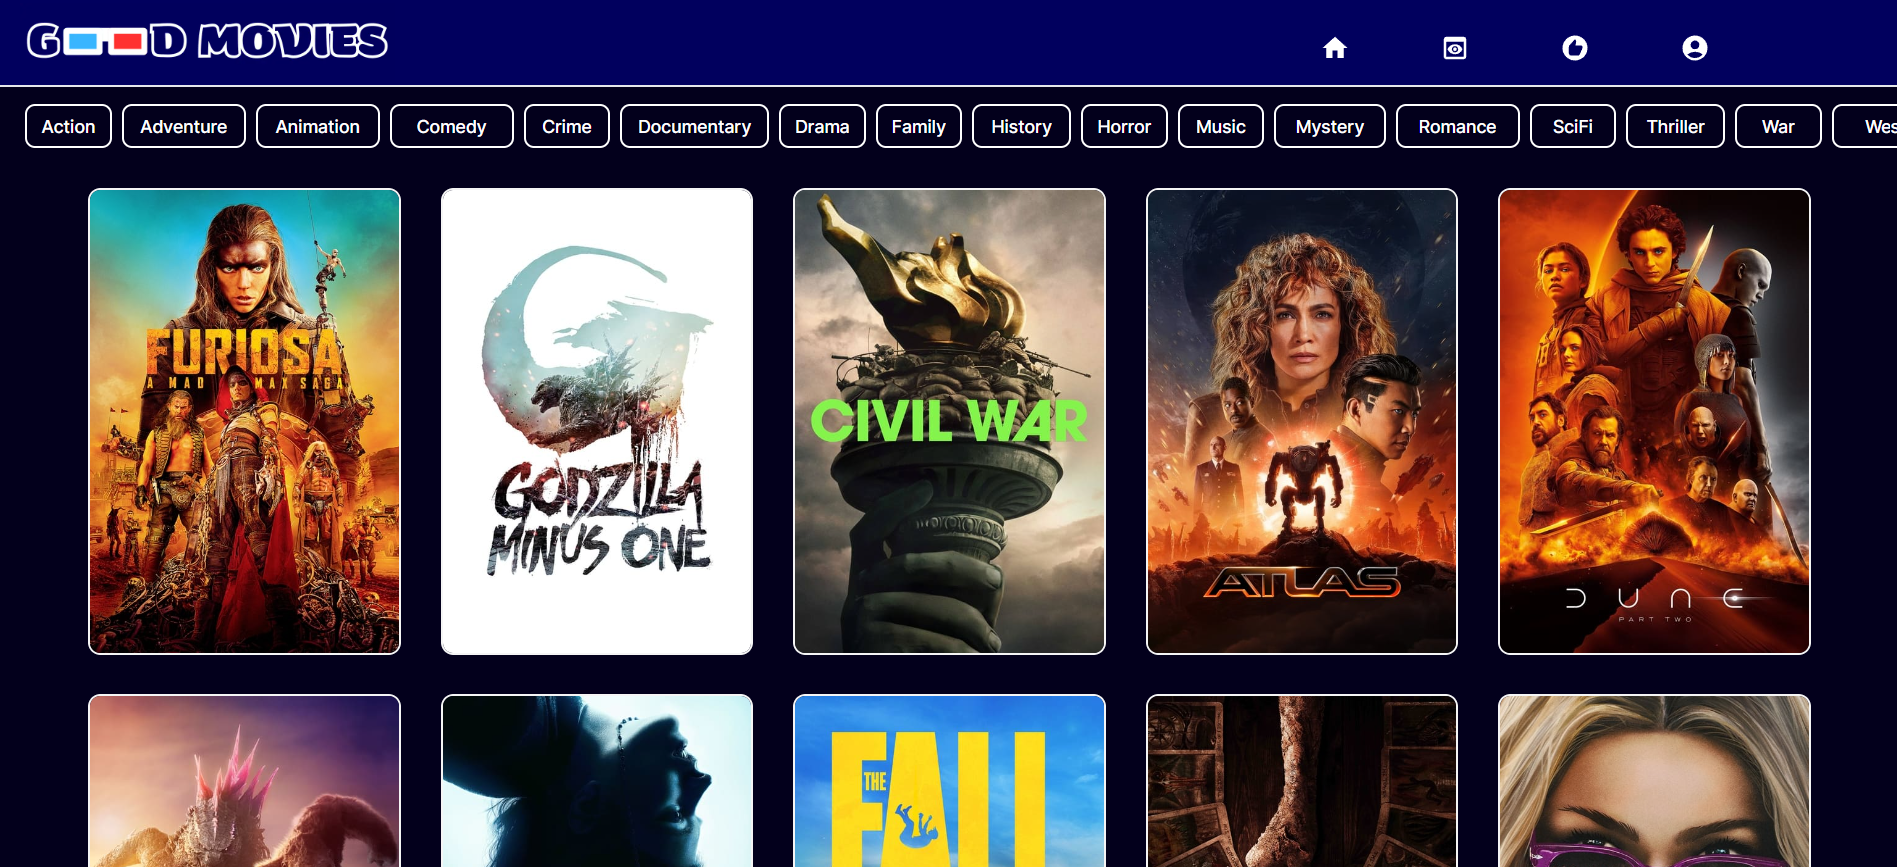 GOOD MOVIES
Action Adventure Animation Comedy Crime Documentary Drama Family History Horror Music Mystery Romance SciFi Thriller War Wes
FURIOSA
A MAD MAX SAGA
GODZILLA
MINUS ONE
CIVIL WAR
ATLAS
DUNE
PART TWO
THE
FALL